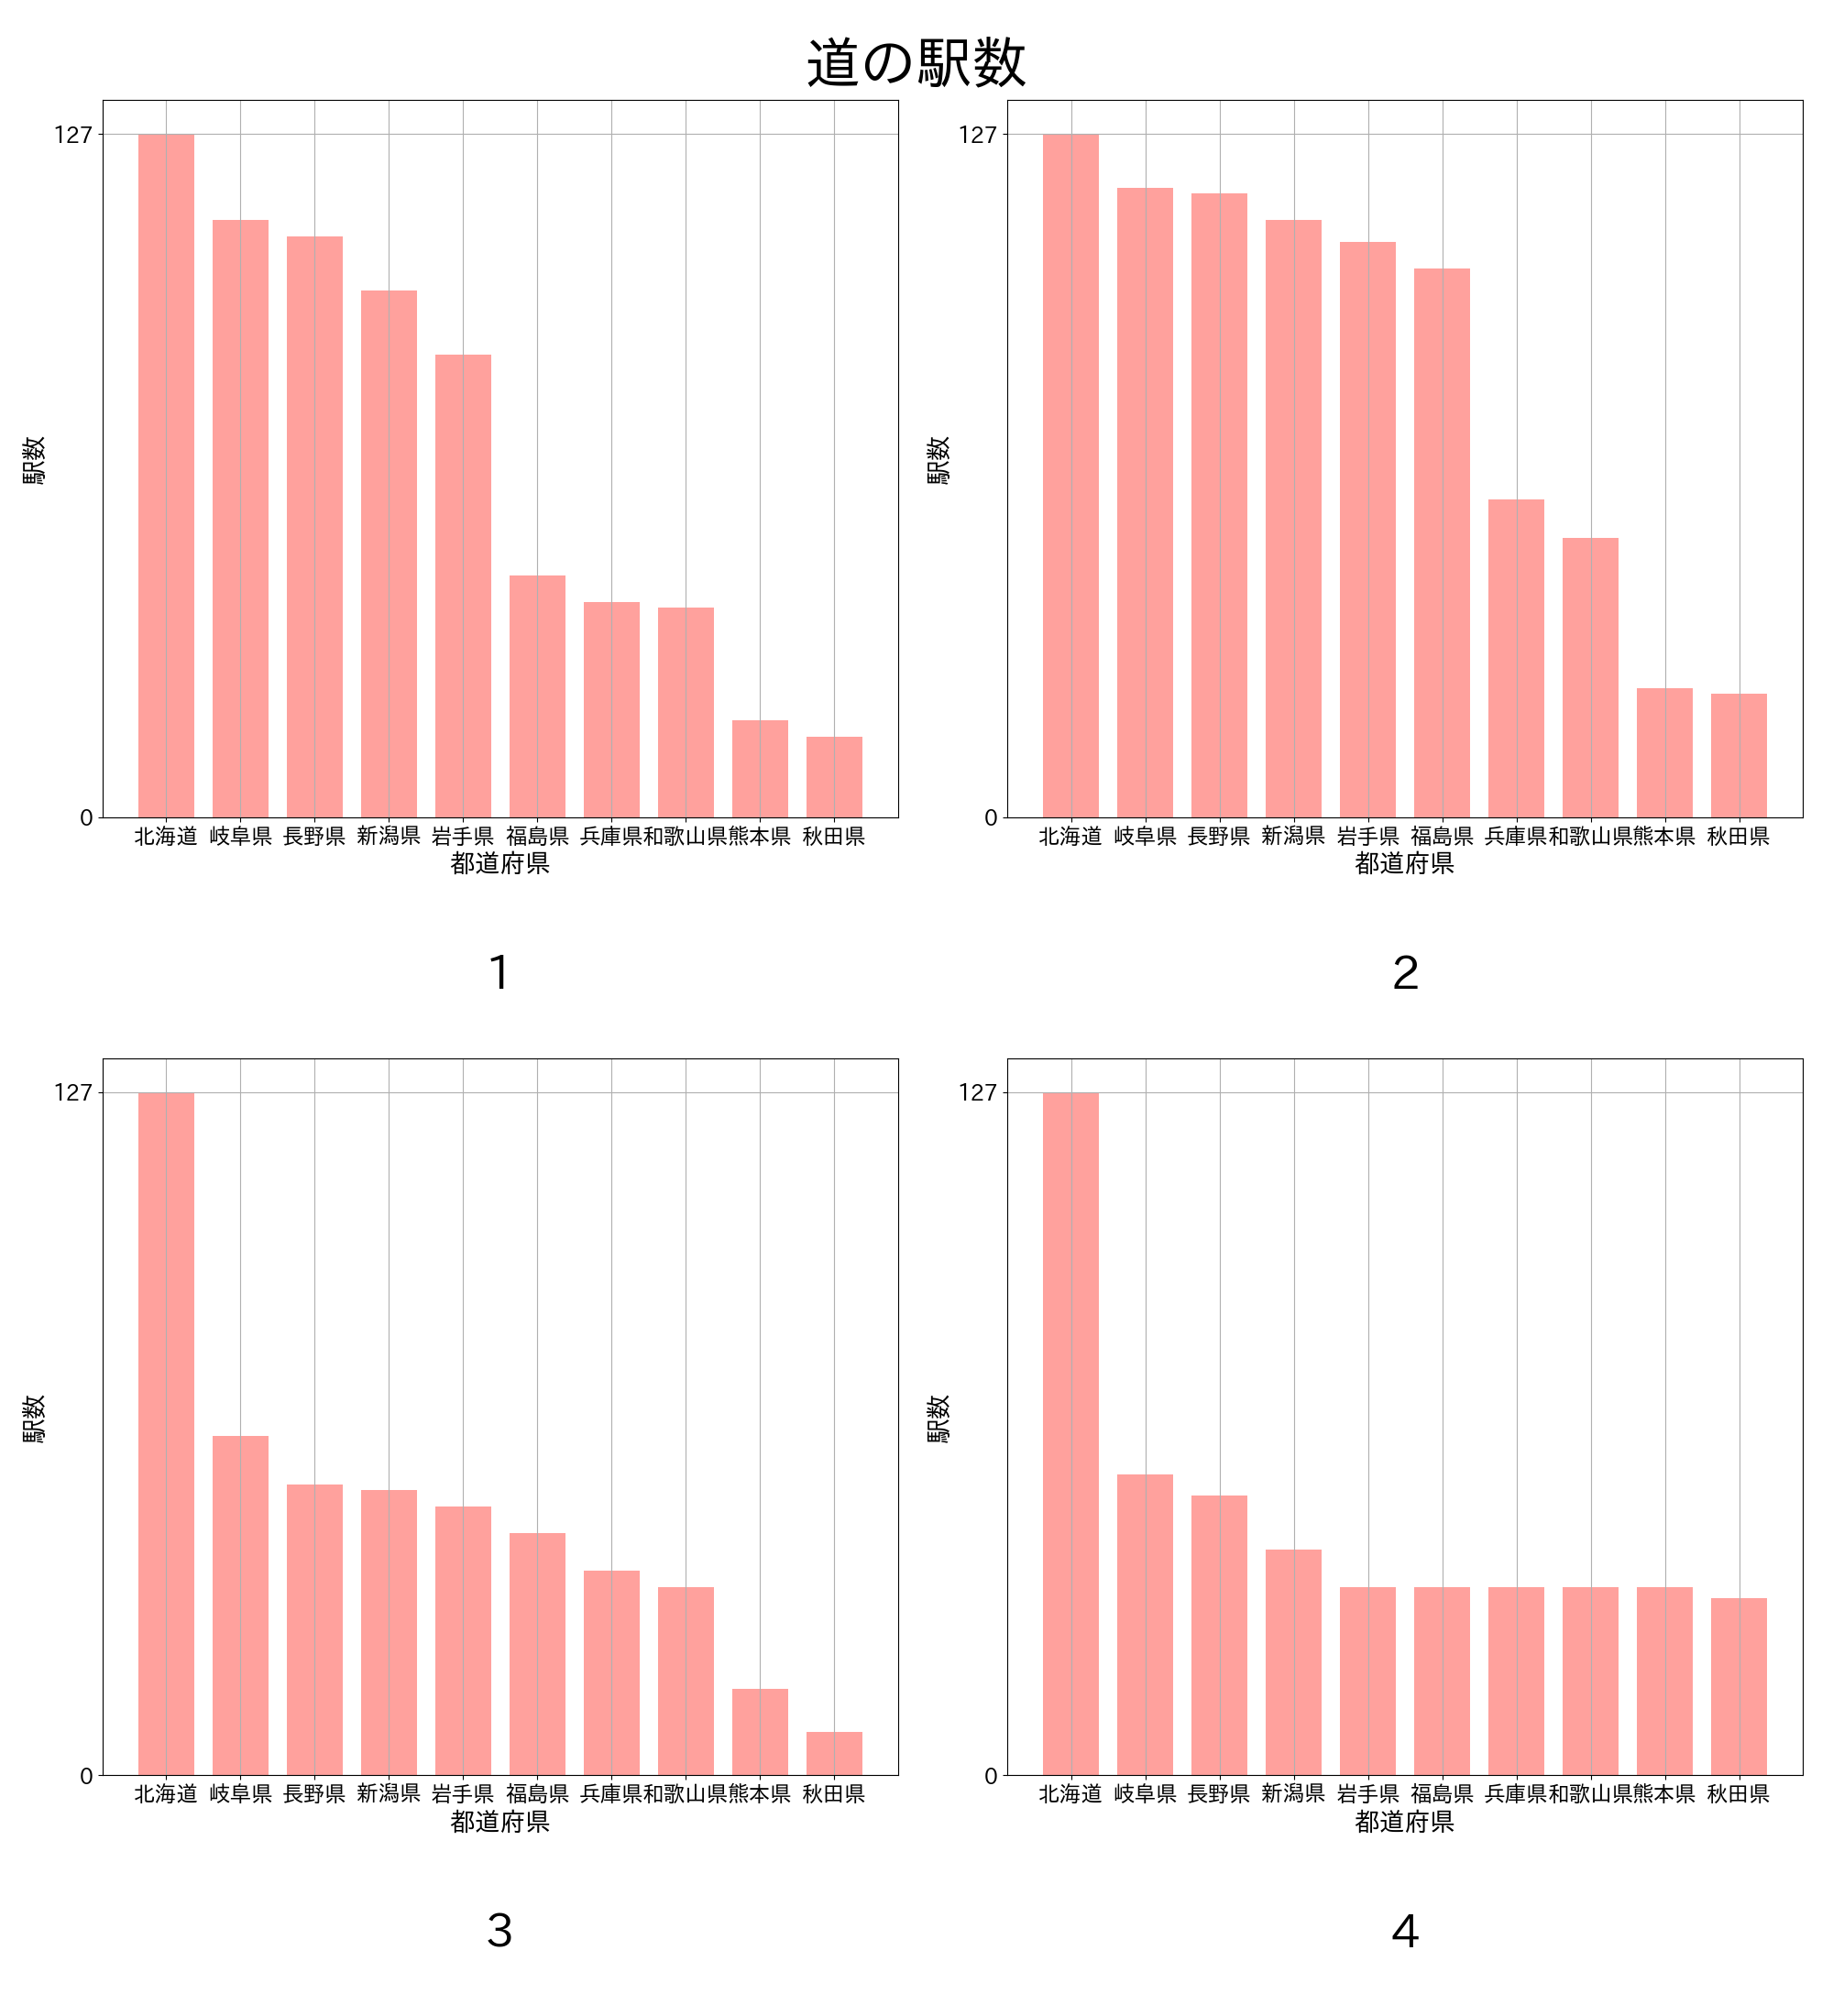 道の駅数
127
0
駅数
北海道 岐阜県 長野県 新潟県 岩手県 福島県 兵庫県 和歌山県 熊本県 秋田県
都道府県
1
127
0
駅数
北海道 岐阜県 長野県 新潟県 岩手県 福島県 兵庫県 和歌山県 熊本県 秋田県
都道府県
2
127
0
駅数
北海道 岐阜県 長野県 新潟県 岩手県 福島県 兵庫県 和歌山県 熊本県 秋田県
都道府県
3
127
0
駅数
北海道 岐阜県 長野県 新潟県 岩手県 福島県 兵庫県 和歌山県 熊本県 秋田県
都道府県
4